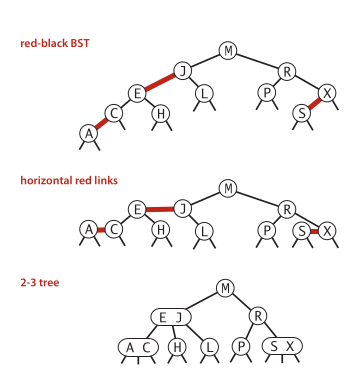 red-black BST
M
J R
E L P X
C H S
A
horizontal red links
M
E J R
A C H L P S X
2-3 tree
M
E J R
A C H L P S X